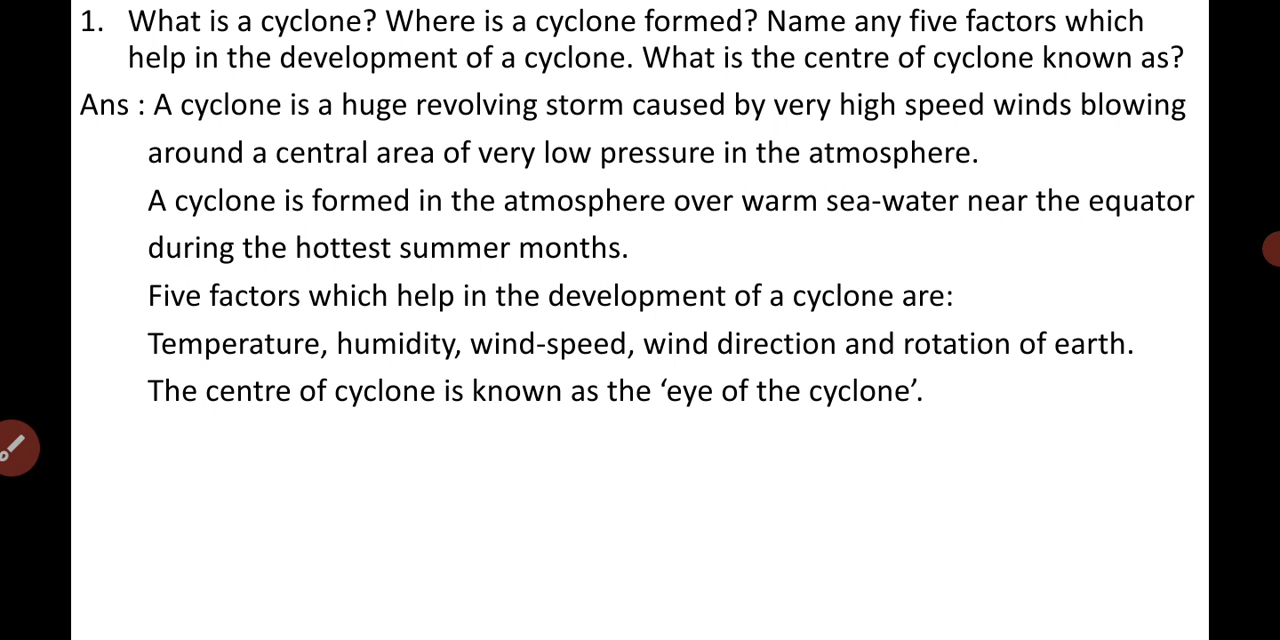 1. What is a cyclone? Where is a cyclone formed? Name any five factors which
help in the development of a cyclone. What is the centre of cyclone known as?
Ans : A cyclone is a huge revolving storm caused by very high speed winds blowing
around a central area of very low pressure in the atmosphere.
A cyclone is formed in the atmosphere over warm sea-water near the equator
during the hottest summer months.
Five factors which help in the development of a cyclone are:
Temperature, humidity, wind-speed, wind direction and rotation of earth.
The centre of cyclone is known as the ‘eye of the cyclone’.